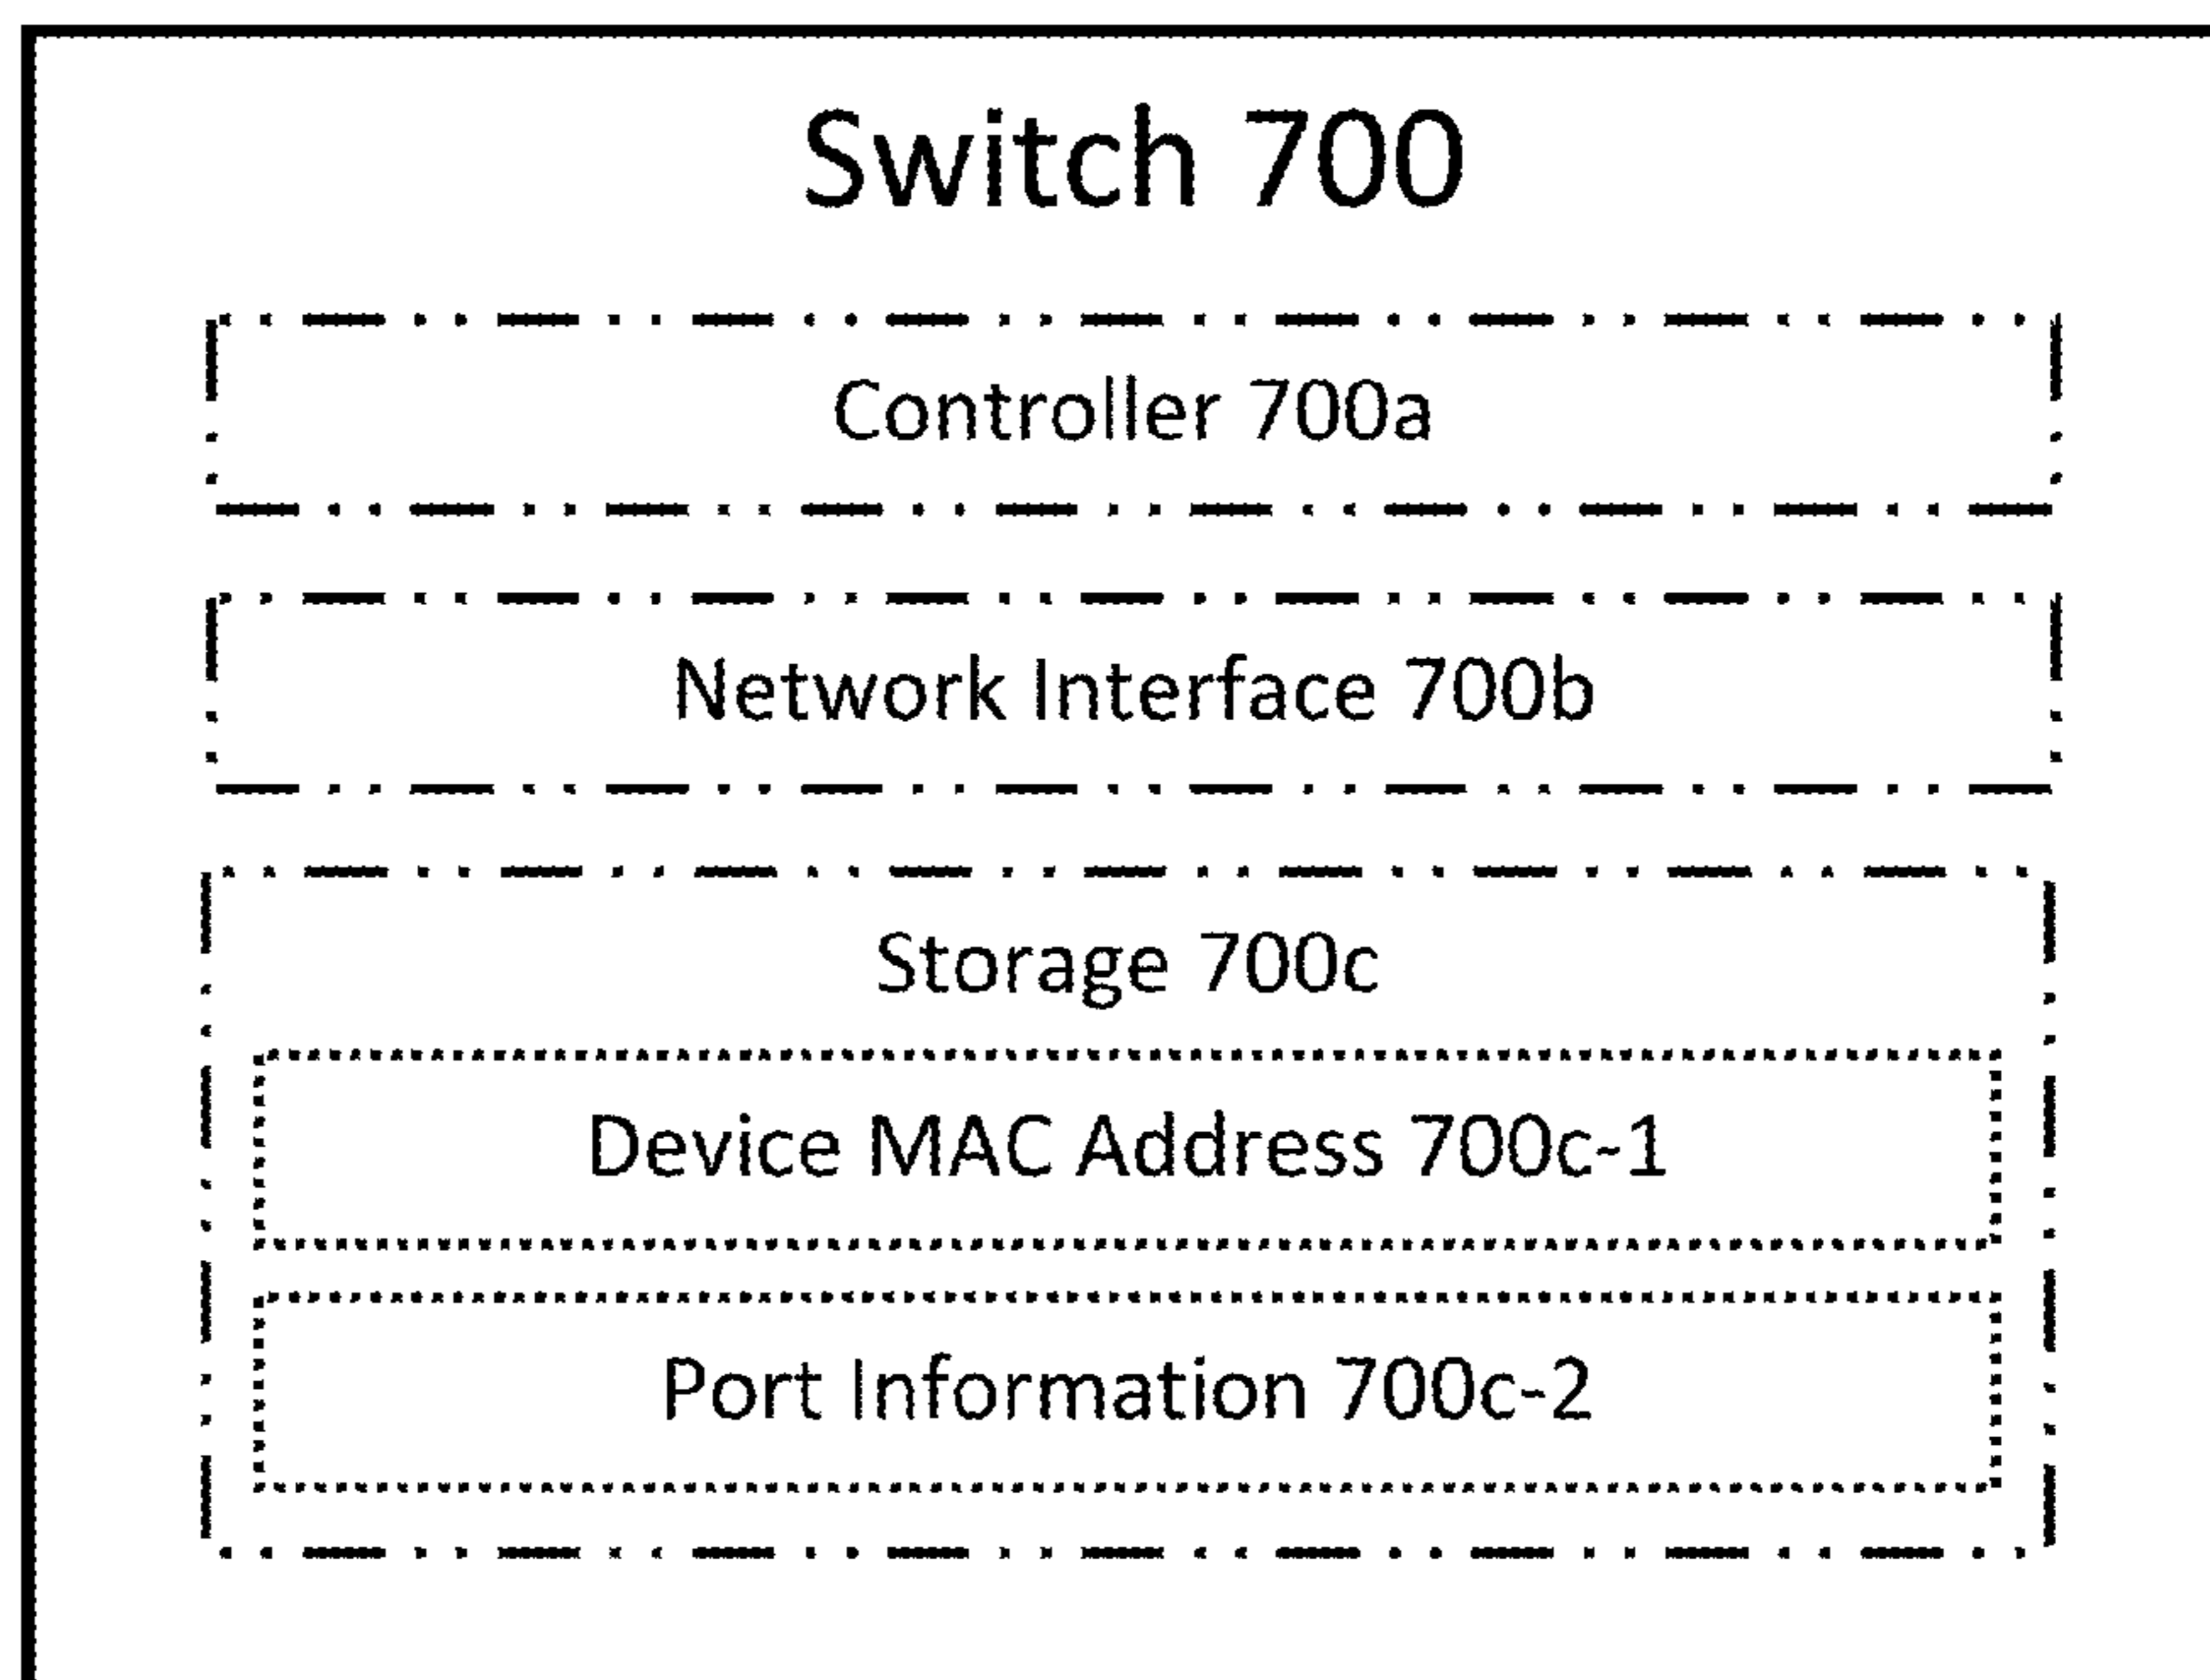 Switch 700
Controller 700a
Network Interface 700b
Storage 700c
Device MAC Address 700c-1
Port Information 700c-2